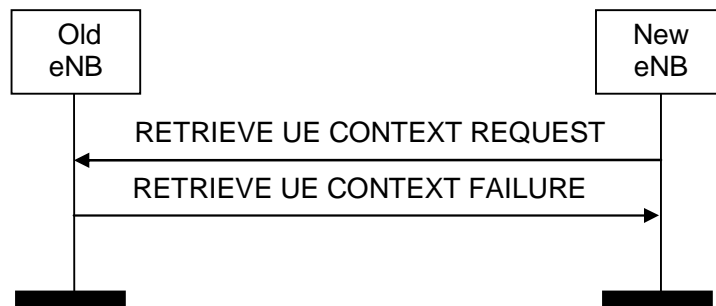 Old
eNB
New
eNB
RETRIEVE UE CONTEXT REQUEST
RETRIEVE UE CONTEXT FAILURE